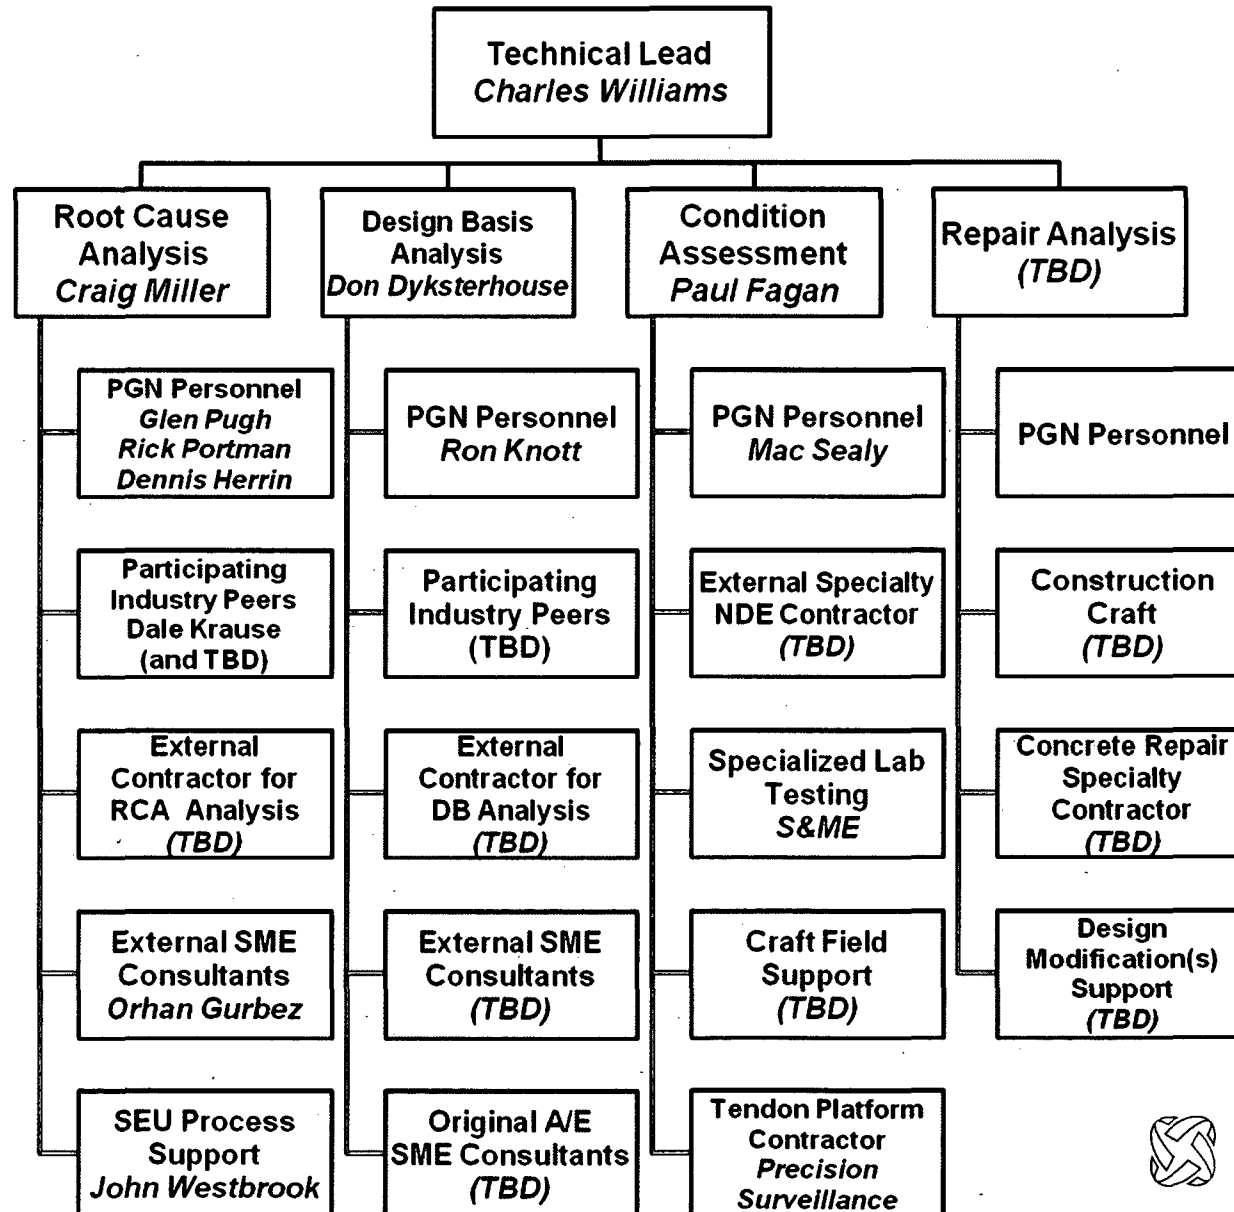 Technical Lead
Charles Williams
Root Cause
Analysis
Craig Miller
Design Basis
Analysis
Don Dyksterhouse
Condition
Assessment
Paul Fagan
Repair Analysis
(TBD)
PGN Personnel
Glen Pugh
Rick Portman
Dennis Herrin
PGN Personnel
Ron Knott
PGN Personnel
Mac Sealy
PGN Personnel
Participating
Industry Peers
Dale Krause
(and TBD)
Participating
Industry Peers
(TBD)
External Specialty
NDE Contractor
(TBD)
Construction
Craft
(TBD)
External
Contractor for
RCA Analysis
(TBD)
External
Contractor for
DB Analysis
(TBD)
Specialized Lab
Testing
S&ME
Concrete Repair
Specialty
Contractor
(TBD)
External SME
Consultants
Orhan Gurbez
External SME
Consultants
(TBD)
Craft Field
Support
(TBD)
Design
Modification(s)
Support
(TBD)
SEU Process
Support
John Westbrook
Original A/E
SME Consultants
(TBD)
Tendon Platform
Contractor
Precision
Surveillance